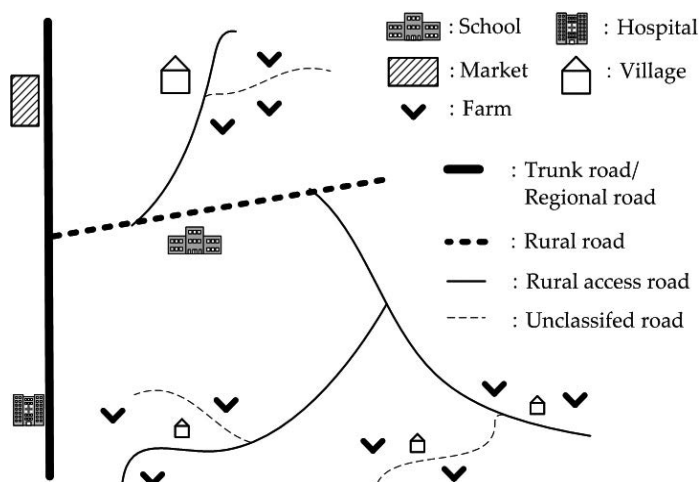 : School
: Hospital
: Market
: Village
: Farm
: Trunk road/
Regional road
: Rural road
: Rural access road
: Unclassifed road